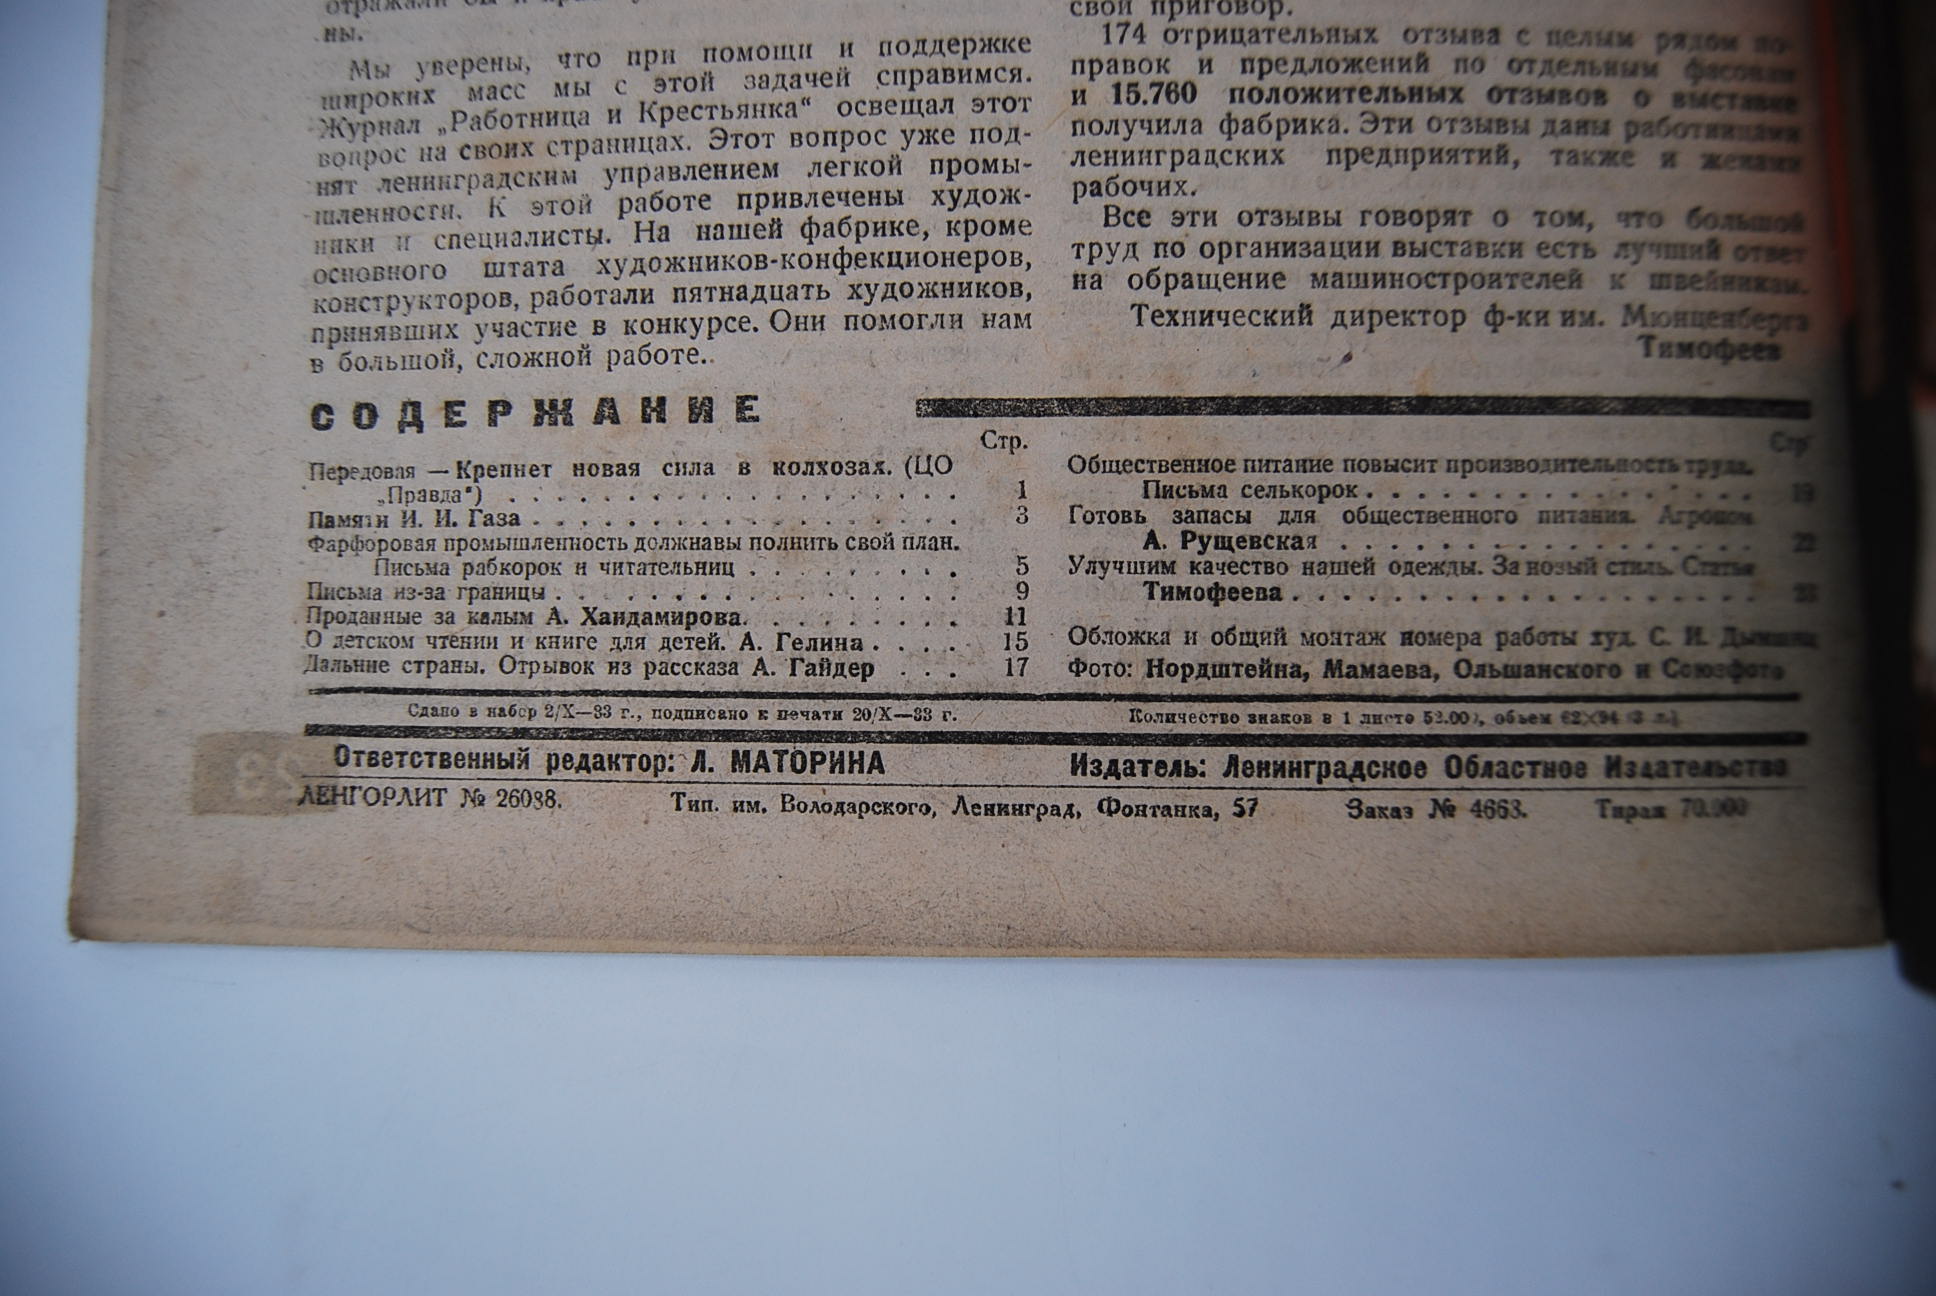 ны.
Мы уверены, что при помощи и поддержке
широких масс мы с этой задачей справимся.
Журнал „Работница и Крестьянка“ освещал этот
вопрос на своих страницах. Этот вопрос уже под-
нят ленинградским управлением легкой промы-
шленности. К этой работе привлечены худож-
ники и специалисты. На нашей фабрике, кроме
основного штата художников-конфекционеров,
конструкторов, работали пятнадцать художников,
принявших участие в конкурсе. Они помогли нам
в большой, сложной работе..
свой приговор.
174 отрицательных отзыва с целым рядом по-
правок и предложений по отдельным фасонам
и 15.760 положительных отзывов о выставке
получила фабрика. Эти отзывы даны работницами
ленинградских предприятий, также и женами
рабочих.
Все эти отзывы говорят о том, что большой
труд по организации выставки есть лучший ответ
на обращение машиностроителей к швейникам.
Технический директор ф-ки им. Мюнценберга
Тимофеев
СОДЕРЖАНИЕ
Стр.
Передовая — Крепнет новая сила в колхозах. (ЦО
„Правда“) . . . . . . . . . . . . . . . . . 1
Памяти И. И. Газа . . . . . . . . . . . . . . . . 3
Фарфоровая промышленность должнавы полнить свой план.
Письма рабкорок и читательниц . . . . . . . . . 5
Письма из-за границы . . . . . . . . . . . . . . . 9
Проданные за калым А. Хандамирова. . . . . . . . . 11
О детском чтении и книге для детей. А. Гелина . . . . 15
Дальние страны. Отрывок из рассказа А. Гайдер . . . 17
Стр
Общественное питание повысит производительность труда.
Письма селькорок . . . . . . . . . . . . . . . 19
Готовь запасы для общественного питания. Агроном
А. Рущевская . . . . . . . . . . . . . . . . 22
Улучшим качество нашей одежды. За новый стиль. Статья
Тимофеева . . . . . . . . . . . . . . . . . .
Обложка и общий монтаж номера работы худ. С. И.
Фото: Нордштейна, Мамаева, Ольшанского и Союзфото
Сдано в набор 2/X—33 г., подписано к печати 20/X—33 г.
Количество знаков в 1 листе объем
Ответственный редактор: Л. МАТОРИНА
Издатель: Ленинградское Областное Издательство
ЛЕНГОРЛИТ № 26038. Тип. им. Володарского, Ленинград, Фонтанка, 57 Заказ № 4663. Тираж 70.000